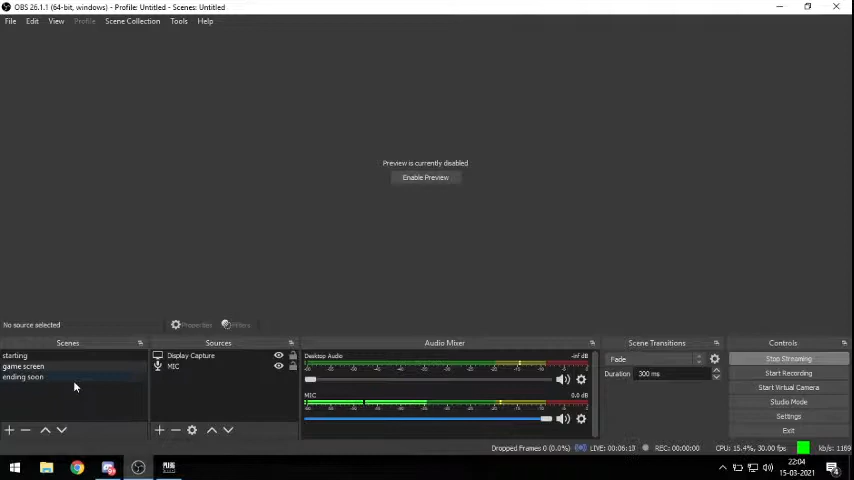 OBS 26.1.1 (64-bit, windows) - Profile: Untitled - Scenes: Untitled
File Edit View Profile Scene Collection Tools Help
Preview is currently disabled
Enable Preview
No source selected
Properties Filters
Scenes
starting
game screen
ending soon
Sources
Display Capture
MIC
Audio Mixer
Desktop Audio -inf dB
MIC 0.0 dB
Scene Transitions
Fade
Duration 300 ms
Controls
Stop Streaming
Start Recording
Start Virtual Camera
Studio Mode
Settings
Exit
Dropped Frames 0 (0.0%) LIVE: 00:06:13 REC: 00:00:00 CPU: 15.4%, 30.00 fps kb/s: 1169
22:04
15-03-2021